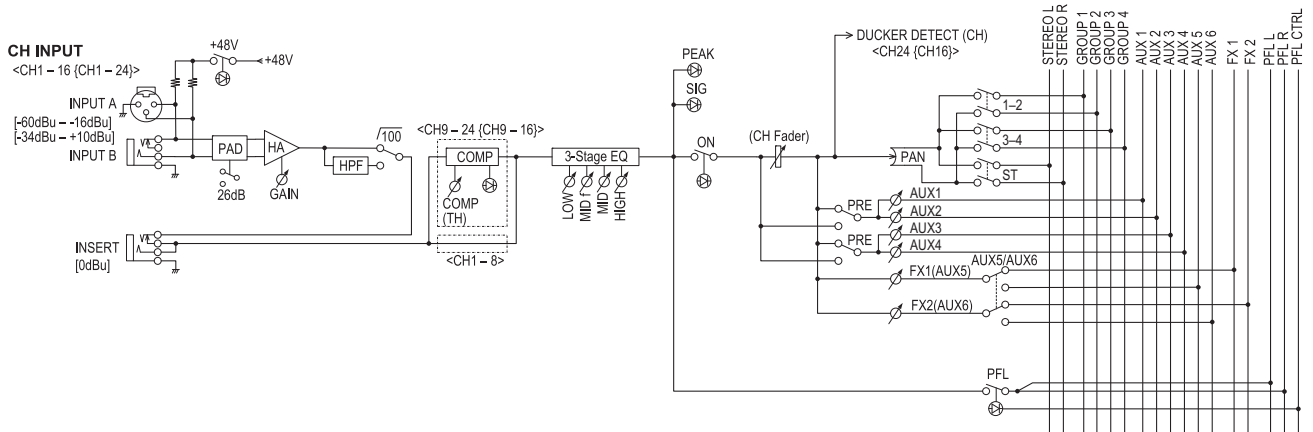 CH INPUT
<CH1 – 16 {CH1 – 24}>
+48V
+48V
INPUT A
[-60dBu – -16dBu]
[-34dBu – +10dBu]
INPUT B
PAD
26dB
HA
GAIN
/100
HPF
INSERT
[0dBu]
<CH9 – 24 {CH9 – 16}>
COMP
COMP
(TH)
<CH1 – 8>
3-Stage EQ
LOW
MID f
MID
HIGH
PEAK
SIG
ON
(CH Fader)
DUCKER DETECT (CH)
<CH24 {CH16}>
PAN
1–2
3–4
ST
PRE
AUX1
AUX2
PRE
AUX3
AUX4
FX1(AUX5)
AUX5/AUX6
FX2(AUX6)
PFL
STEREO L
STEREO R
GROUP 1
GROUP 2
GROUP 3
GROUP 4
AUX 1
AUX 2
AUX 3
AUX 4
AUX 5
AUX 6
FX 1
FX 2
PFL L
PFL R
PFL CTRL